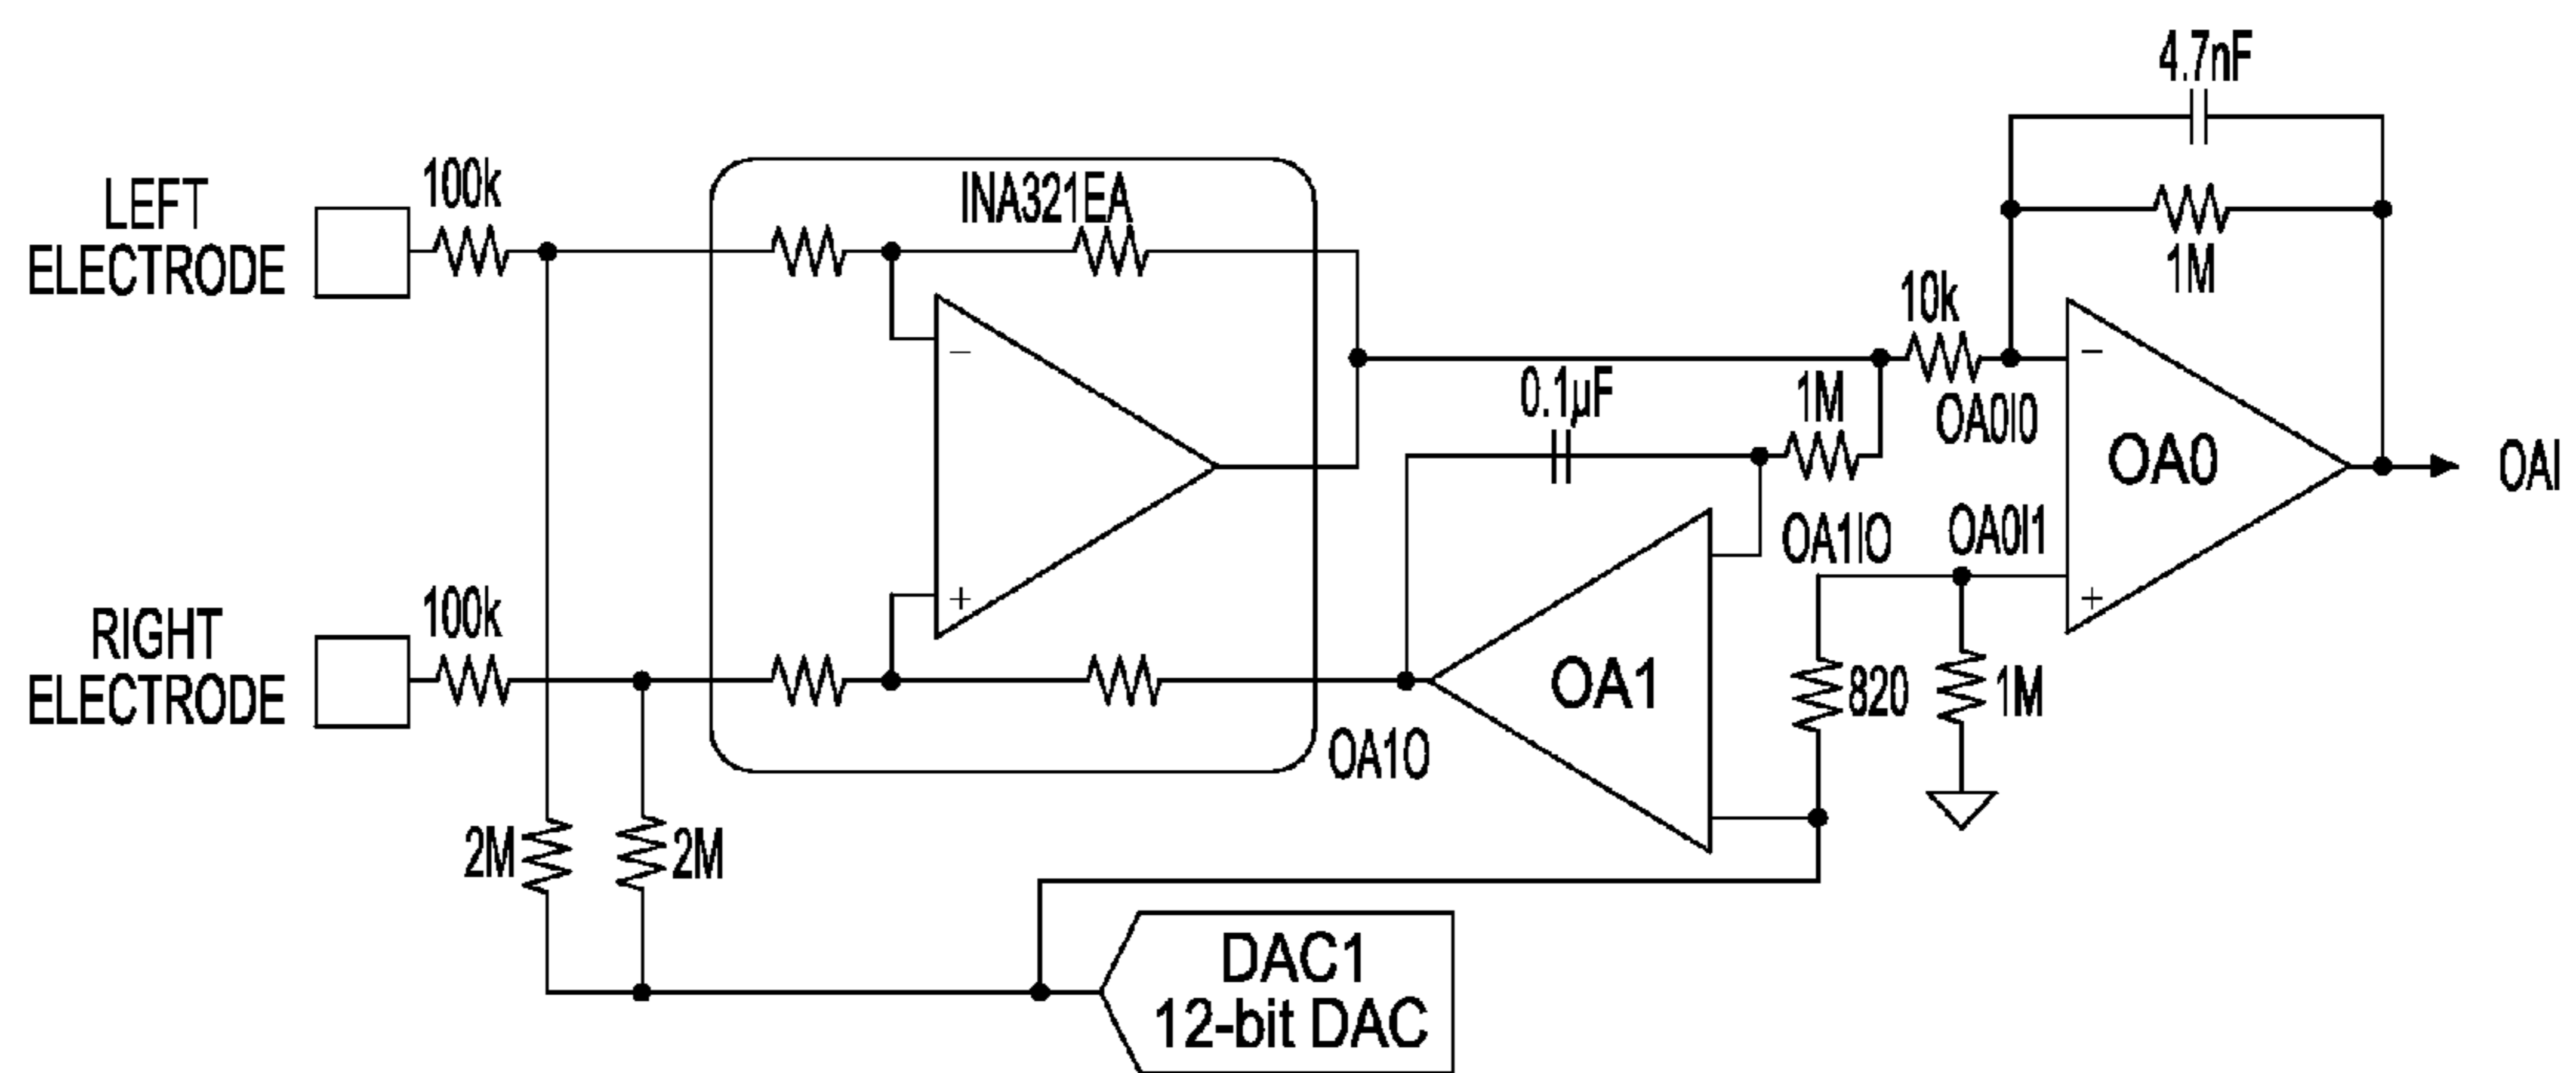 4.7nF
1M
LEFT
ELECTRODE
100k
INA321EA
−
+
10k
OA0I0
0.1µF
1M
−
OA0
+
OAI
OA1IO
OA0I1
RIGHT
ELECTRODE
100k
OA1
820
1M
OA1O
2M
2M
DAC1
12-bit DAC